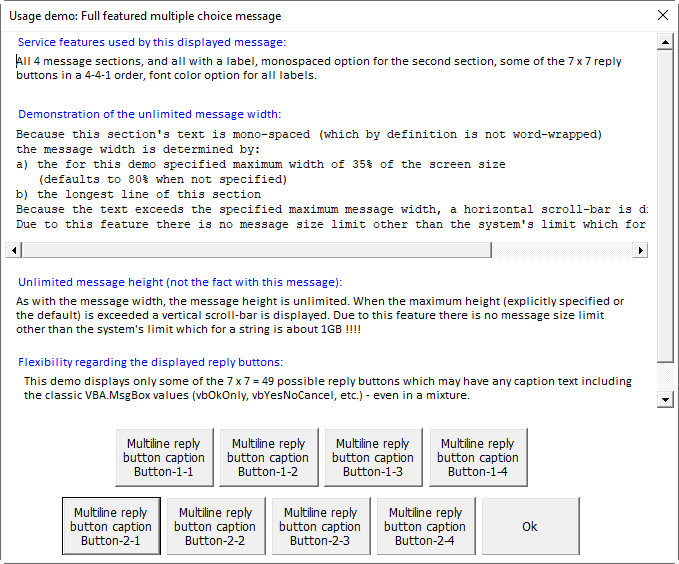 Usage demo: Full featured multiple choice message
Service features used by this displayed message:
All 4 message sections, and all with a label, monospaced option for the second section, some of the 7 x 7 reply
buttons in a 4-4-1 order, font color option for all labels.
Demonstration of the unlimited message width:
Because this section's text is mono-spaced (which by definition is not word-wrapped)
the message width is determined by:
a) the for this demo specified maximum width of 35% of the screen size
(defaults to 80% when not specified)
b) the longest line of this section
Because the text exceeds the specified maximum message width, a horizontal scroll-bar is
Due to this feature there is no message size limit other than the system's limit which for
Unlimited message height (not the fact with this message):
As with the message width, the message height is unlimited. When the maximum height (explicitly specified or
the default) is exceeded a vertical scroll-bar is displayed. Due to this feature there is no message size limit
other than the system's limit which for a string is about 1GB !!!!
Flexibility regarding the displayed reply buttons:
This demo displays only some of the 7 x 7 = 49 possible reply buttons which may have any caption text including
the classic VBA.MsgBox values (vbOkOnly, vbYesNoCancel, etc.) - even in a mixture.
Multiline reply
button caption
Button-1-1
Multiline reply
button caption
Button-1-2
Multiline reply
button caption
Button-1-3
Multiline reply
button caption
Button-1-4
Multiline reply
button caption
Button-2-1
Multiline reply
button caption
Button-2-2
Multiline reply
button caption
Button-2-3
Multiline reply
button caption
Button-2-4
Ok